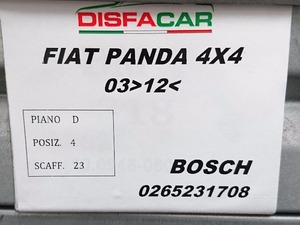 DISFACAR
FIAT PANDA 4X4
03>12<
PIANO D
POSIZ. 4
SCAFF. 23
BOSCH
0265231708